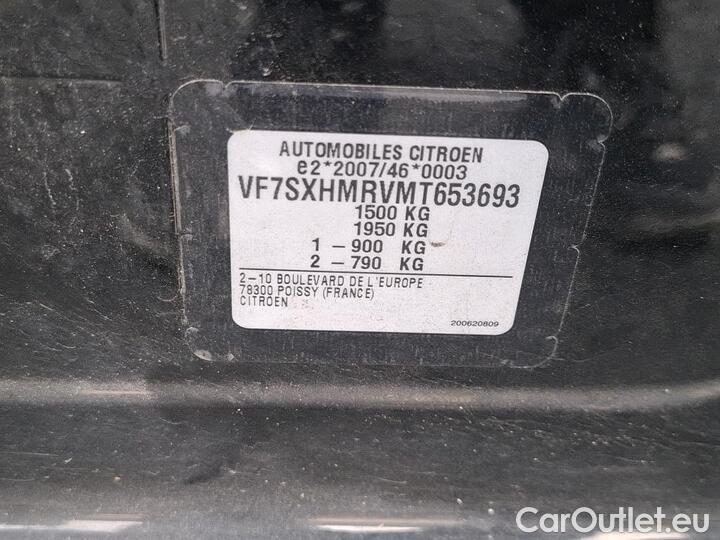 AUTOMOBILES CITROEN
e2*2007/46*0003
VF7SXHMRVMT653693
1500 KG
1950 KG
1 – 900 KG
2 – 790 KG
2–10 BOULEVARD DE L'EUROPE
78300 POISSY (FRANCE)
CITROEN
200620809
CarOutlet.eu